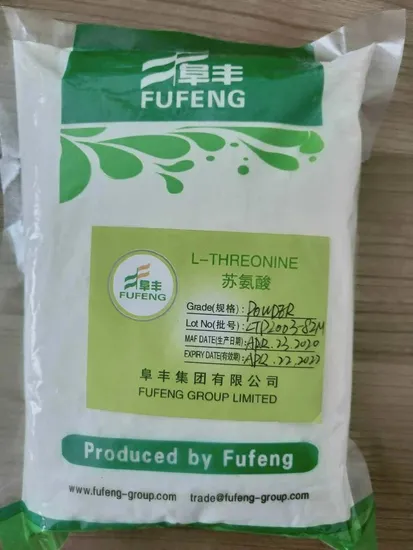 阜丰
FUFENG
L-THREONINE
苏氨酸
阜丰
FUFENG
Grade(规格): POWDER
Lot No(批号):
MAF DATE(生产日期): APR.23.2020
EXPIRY DATE(有效期): APR.22.2022
阜丰集团有限公司
FUFENG GROUP LIMITED
Produced by Fufeng
www.fufeng-group.com trade@fufeng-group.com